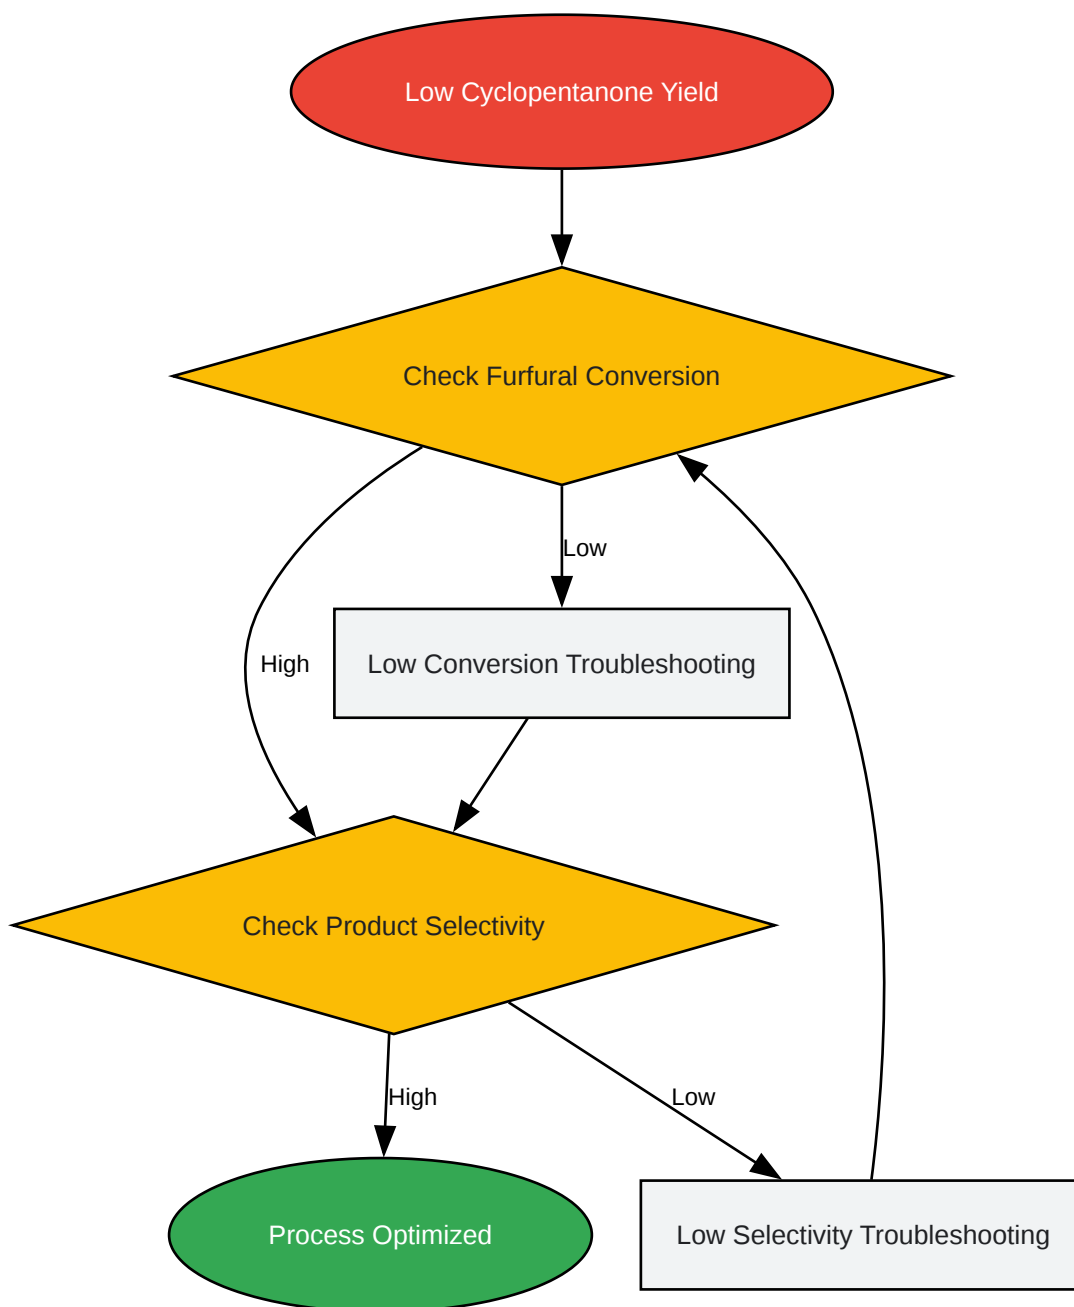 Low Cyclopentanone Yield
Check Furfural Conversion
Low
Low Conversion Troubleshooting
High
Check Product Selectivity
High
Low
Process Optimized
Low Selectivity Troubleshooting